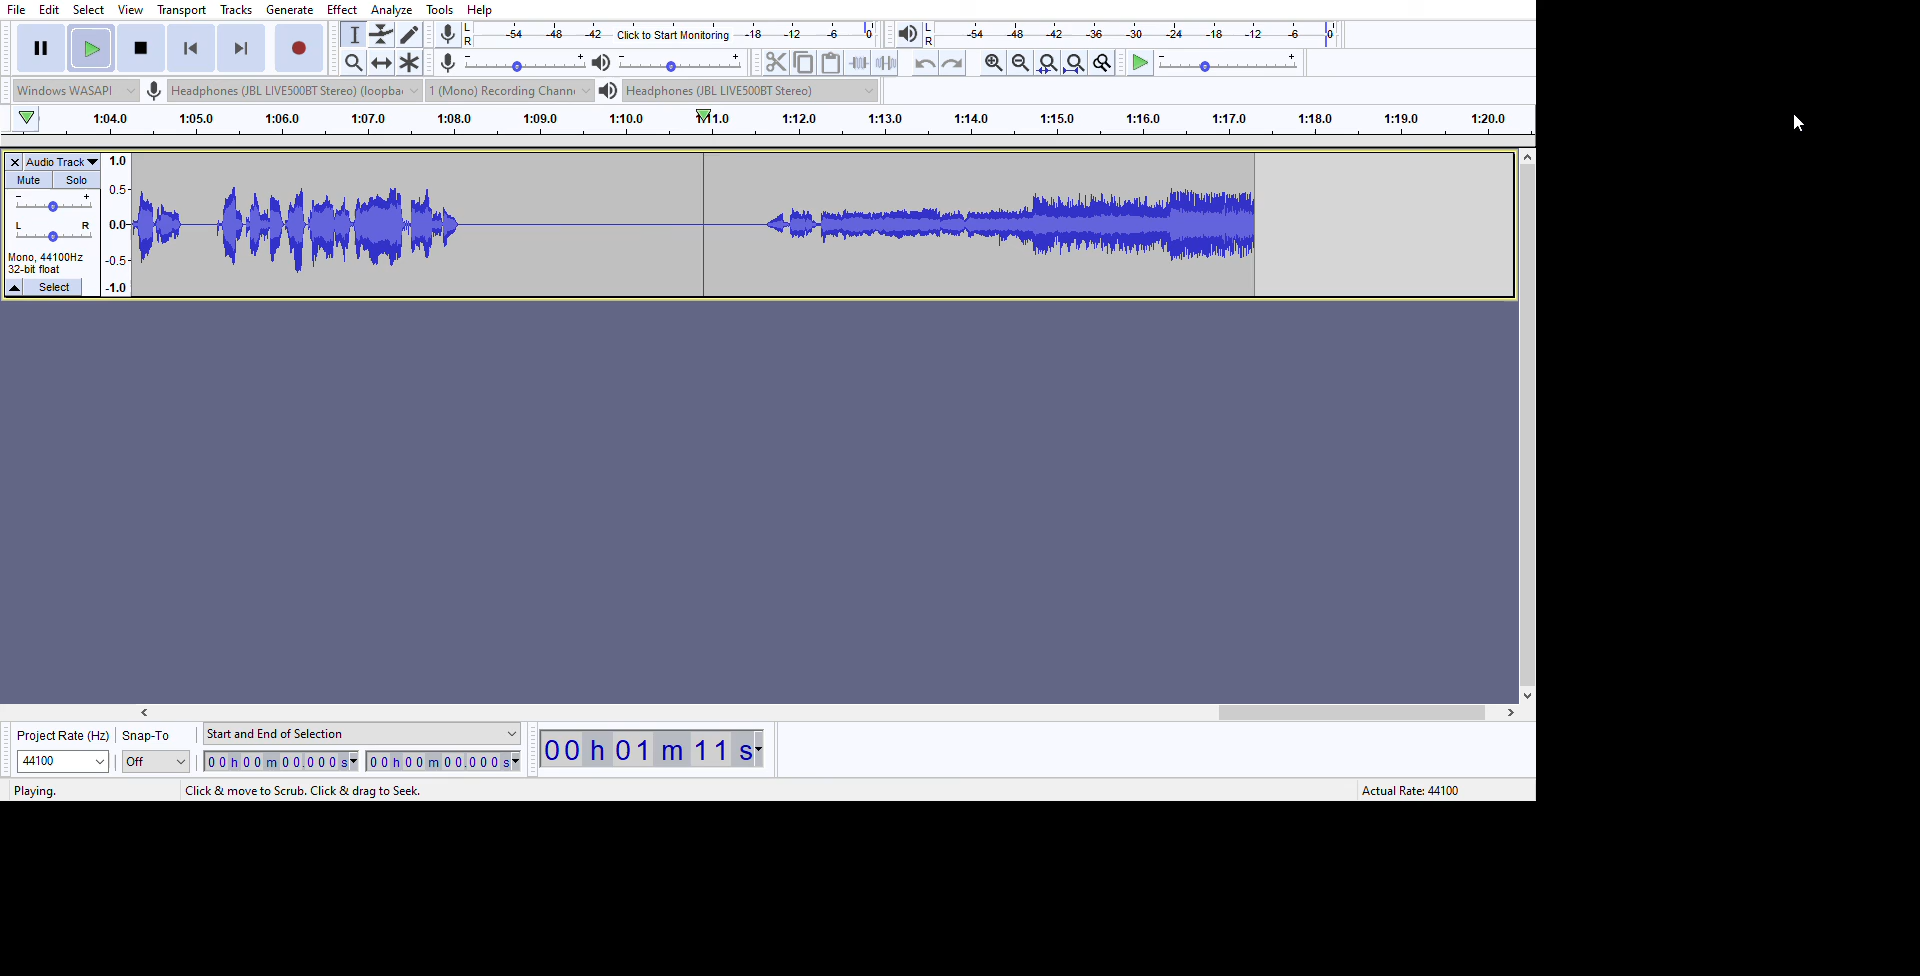 File Edit Select View Transport Tracks Generate Effect Analyze Tools Help
L R -54 -48 -42 Click to Start Monitoring -18 -12 -6 0 L R -54 -48 -42 -36 -30 -24 -18 -12 -6 0
- + - + - +
Windows WASAPI Headphones (JBL LIVE500BT Stereo) (loopba 1 (Mono) Recording Chann Headphones (JBL LIVE500BT Stereo)
1:04.0 1:05.0 1:06.0 1:07.0 1:08.0 1:09.0 1:10.0 1:11.0 1:12.0 1:13.0 1:14.0 1:15.0 1:16.0 1:17.0 1:18.0 1:19.0 1:20.0
Audio Track 1.0
Mute Solo 0.5
- +
L R 0.0
Mono, 44100Hz
32-bit float -0.5
Select -1.0
Project Rate (Hz) Snap-To Start and End of Selection
44100 Off 00h00m00.000s 00h00m00.000s 00h01m11s
Playing. Click & move to Scrub. Click & drag to Seek. Actual Rate: 44100